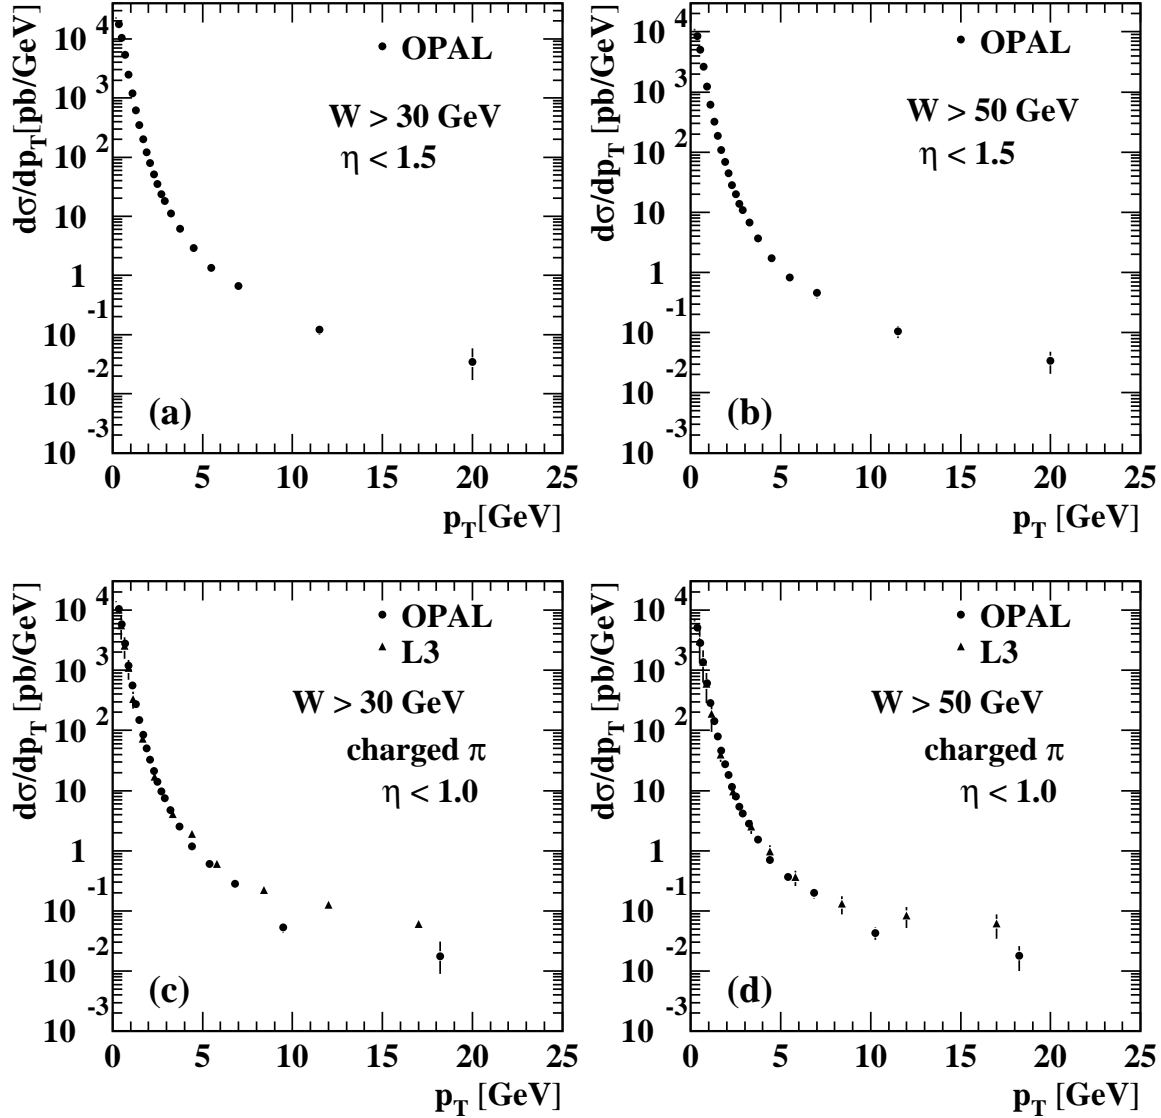 dσ/dp_T[pb/GeV]
10^4
10^3
10^2
10
1
10^-1
10^-2
10^-3
OPAL
W > 30 GeV
η < 1.5
(a)
0 5 10 15 20 25
p_T[GeV]
dσ/dp_T [pb/GeV]
10^4
10^3
10^2
10
1
10^-1
10^-2
10^-3
OPAL
W > 50 GeV
η < 1.5
(b)
0 5 10 15 20 25
p_T [GeV]
dσ/dp_T [pb/GeV]
10^4
10^3
10^2
10
1
10^-1
10^-2
10^-3
OPAL
L3
W > 30 GeV
charged π
η < 1.0
(c)
0 5 10 15 20 25
p_T [GeV]
dσ/dp_T [pb/GeV]
10^4
10^3
10^2
10
1
10^-1
10^-2
10^-3
OPAL
L3
W > 50 GeV
charged π
η < 1.0
(d)
0 5 10 15 20 25
p_T [GeV]